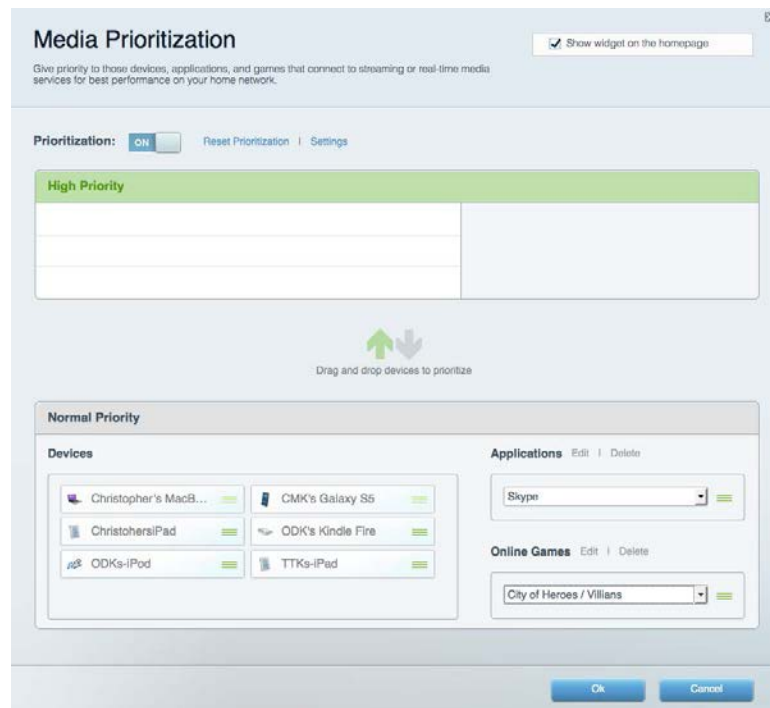 Media Prioritization
Show widget on the homepage
Give priority to those devices, applications, and games that connect to streaming or real-time media
services for best performance on your home network.
Prioritization: ON Reset Prioritization | Settings
High Priority
Drag and drop devices to prioritize
Normal Priority
Devices
Christopher's MacB...
CMK's Galaxy S5
ChristohersiPad
ODK's Kindle Fire
ODKs-iPod
TTKs-iPad
Applications Edit | Delete
Skype
Online Games Edit | Delete
City of Heroes / Villians
Ok
Cancel